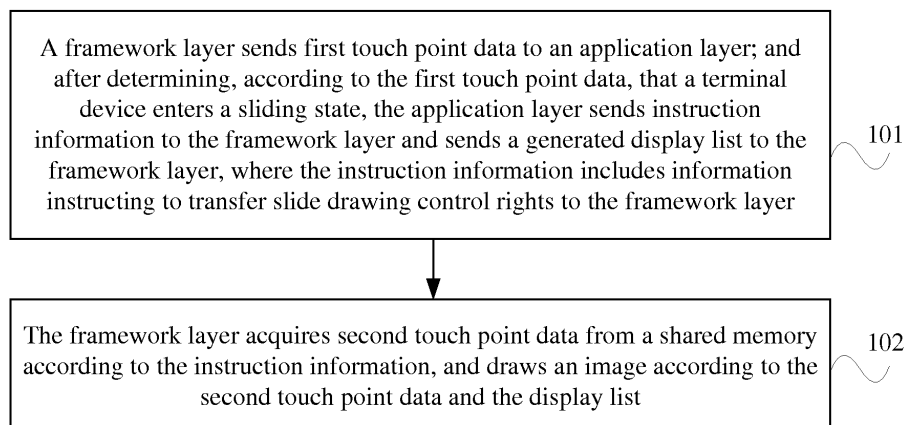 A framework layer sends first touch point data to an application layer; and
after determining, according to the first touch point data, that a terminal
device enters a sliding state, the application layer sends instruction
information to the framework layer and sends a generated display list to the
framework layer, where the instruction information includes information
instructing to transfer slide drawing control rights to the framework layer
101
The framework layer acquires second touch point data from a shared memory
according to the instruction information, and draws an image according to the
second touch point data and the display list
102